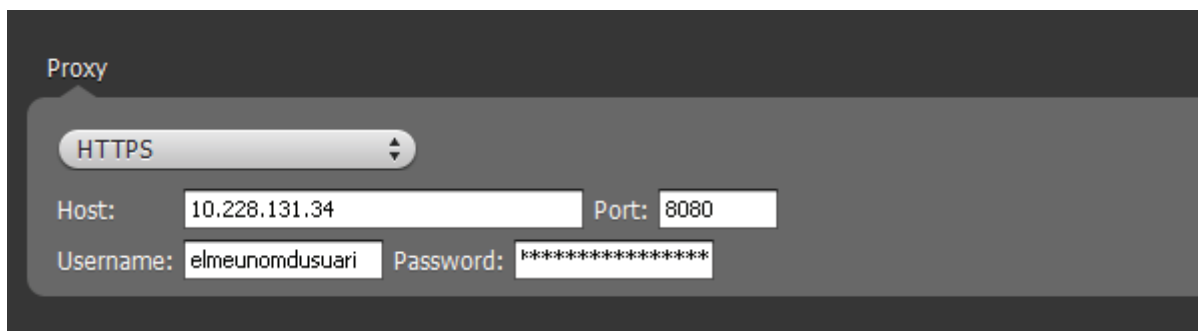 Proxy
HTTPS
Host: 10.228.131.34 Port: 8080
Username: elmeunomdusuari Password: ****************